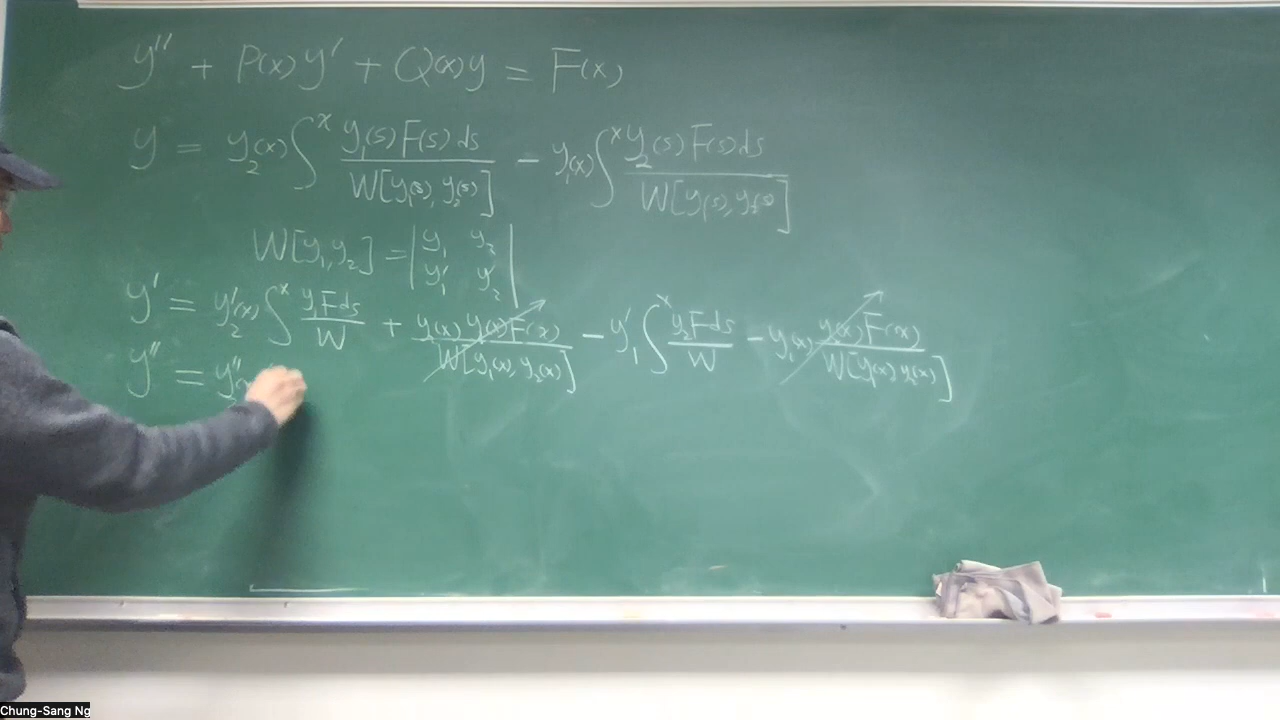 y'' + P(x)y' + Q(x)y = F(x)
y = y₂(x)∫ˣ y₁(s)F(s)ds / W[y₁(s), y₂(s)] − y₁(x)∫ˣ y₂(s)F(s)ds / W[y₁(s), y₂(s)]
W[y₁,y₂] = | y₁ y₂ |
| y₁' y₂' |
y' = y₂'(x)∫ˣ y₁Fds / W + y₂(x) y₁(x)F(x) / W[y₁(x), y₂(x)] − y₁'∫ˣ y₂Fds / W − y₁(x) y₂(x)F(x) / W[y₁(x) y₂(x)]
y'' = y₂''
Chung-Sang Ng